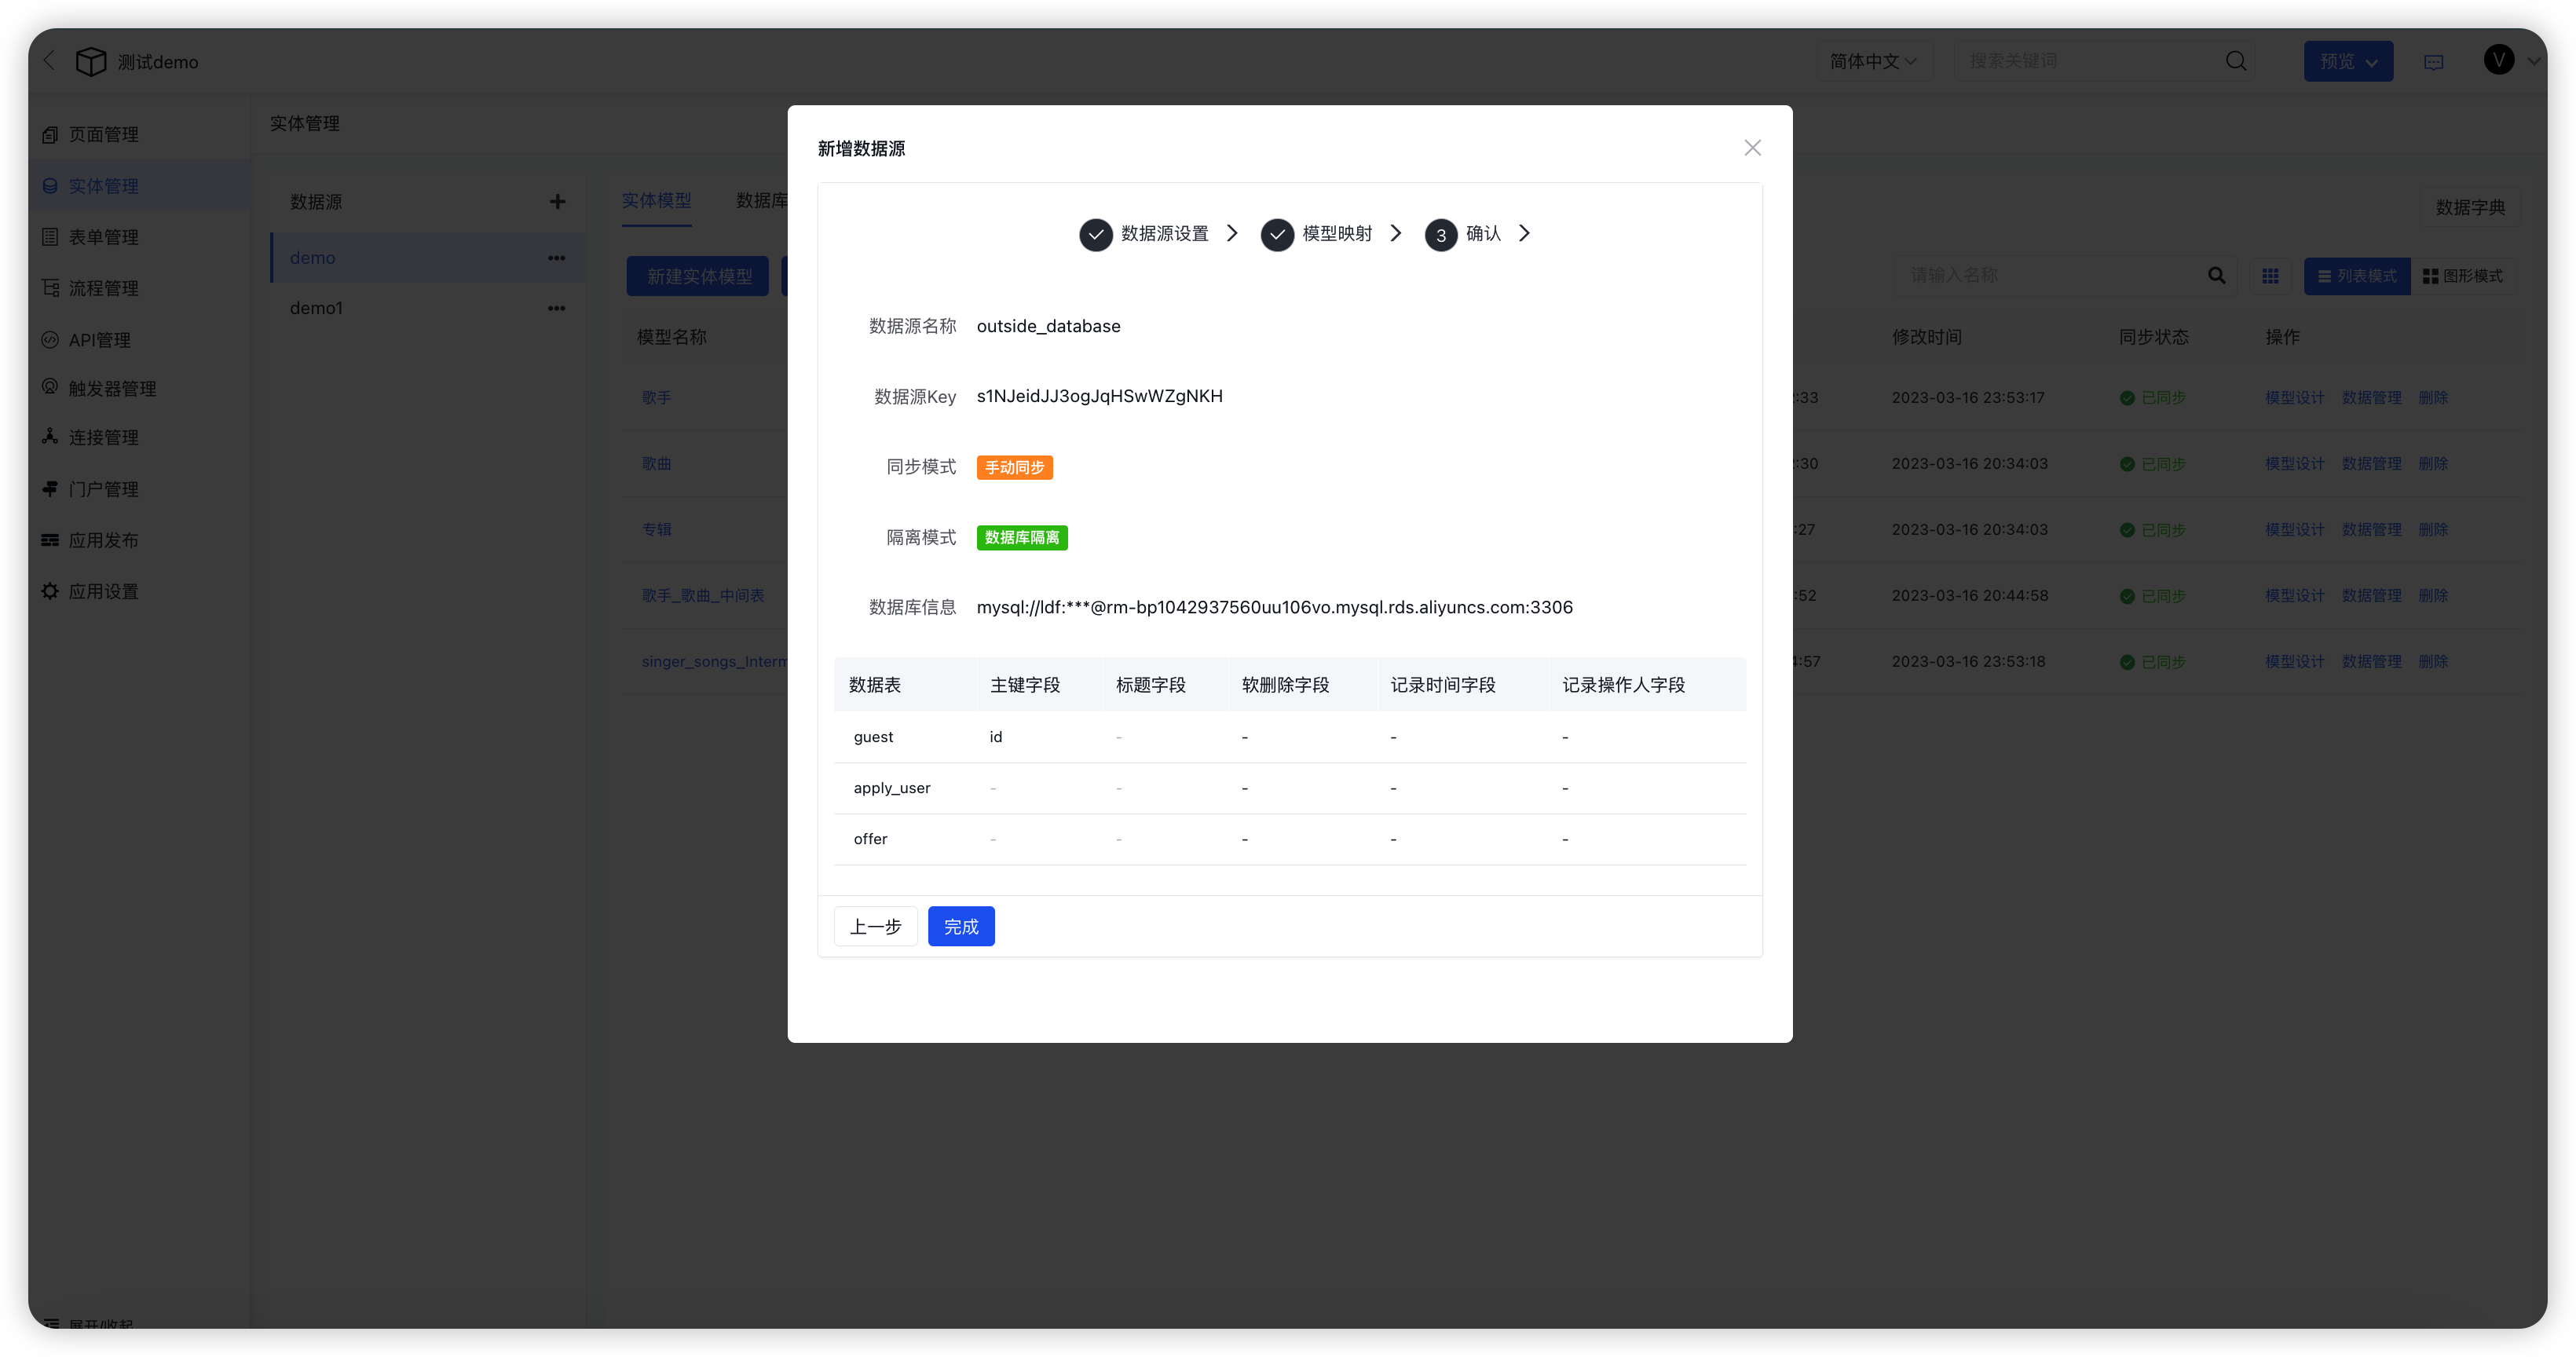 测试demo
简体中文
搜索关键词
预览
V
页面管理
实体管理
表单管理
流程管理
API管理
触发器管理
连接管理
门户管理
应用发布
应用设置
展开/收起
实体管理
数据源
demo
demo1
实体模型
数据库
数据字典
新建实体模型
请输入名称
列表模式
图形模式
模型名称
修改时间
同步状态
操作
歌手
:33
2023-03-16 23:53:17
已同步
模型设计
数据管理
删除
歌曲
:30
2023-03-16 20:34:03
已同步
模型设计
数据管理
删除
专辑
:27
2023-03-16 20:34:03
已同步
模型设计
数据管理
删除
歌手_歌曲_中间表
:52
2023-03-16 20:44:58
已同步
模型设计
数据管理
删除
singer_songs_Interm
:57
2023-03-16 23:53:18
已同步
模型设计
数据管理
删除
新增数据源
数据源设置
模型映射
3
确认
数据源名称 outside_database
数据源Key s1NJeidJJ3ogJqHSwWZgNKH
同步模式 手动同步
隔离模式 数据库隔离
数据库信息 mysql://ldf:***@rm-bp1042937560uu106vo.mysql.rds.aliyuncs.com:3306
数据表 主键字段 标题字段 软删除字段 记录时间字段 记录操作人字段
guest id - - - -
apply_user - - - - -
offer - - - - -
上一步
完成